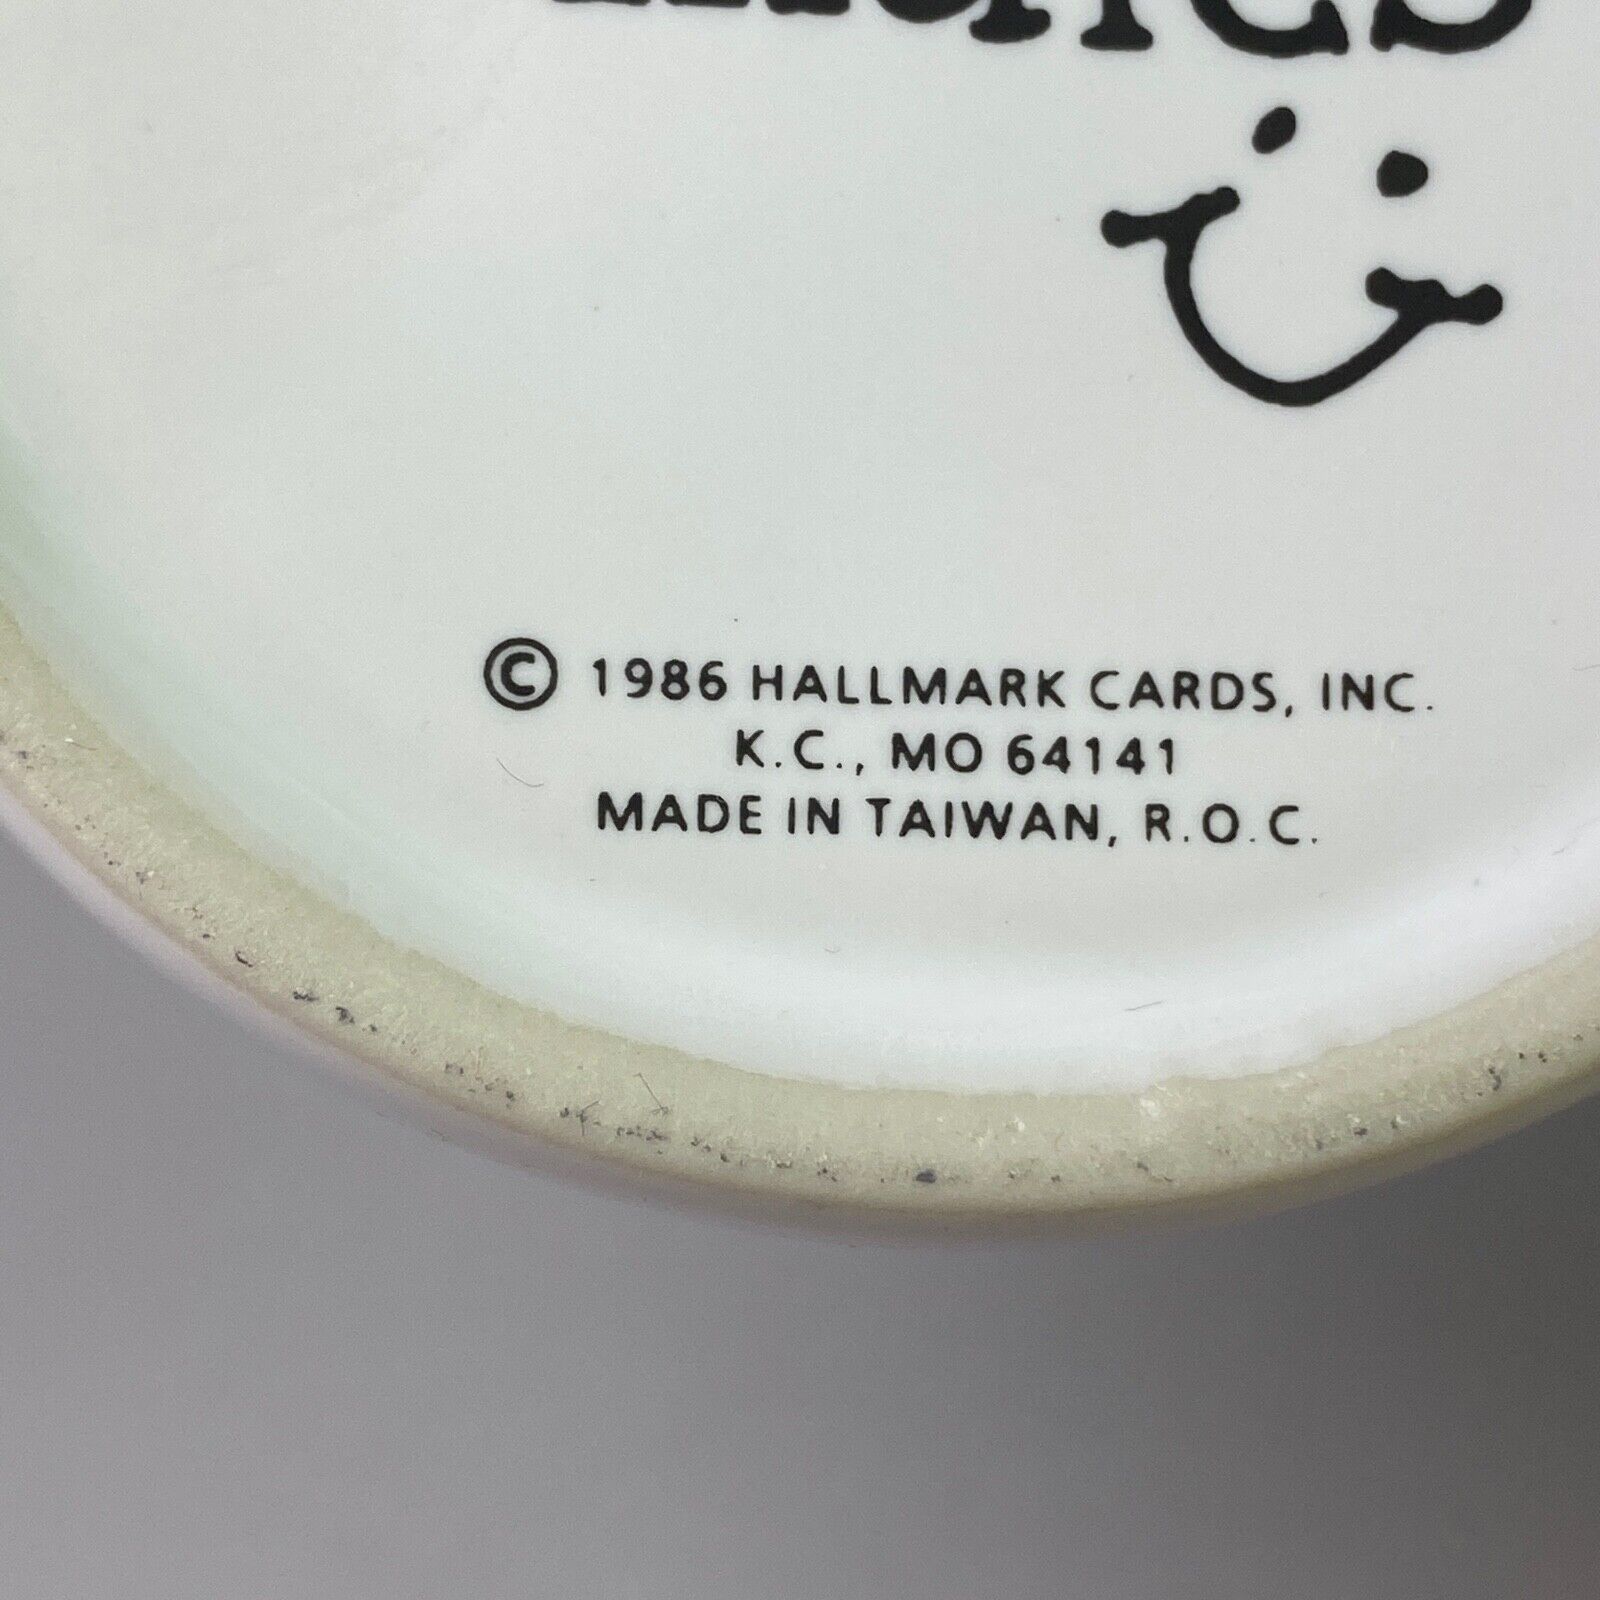 © 1986 HALLMARK CARDS, INC.
K.C., MO 64141
MADE IN TAIWAN, R.O.C.